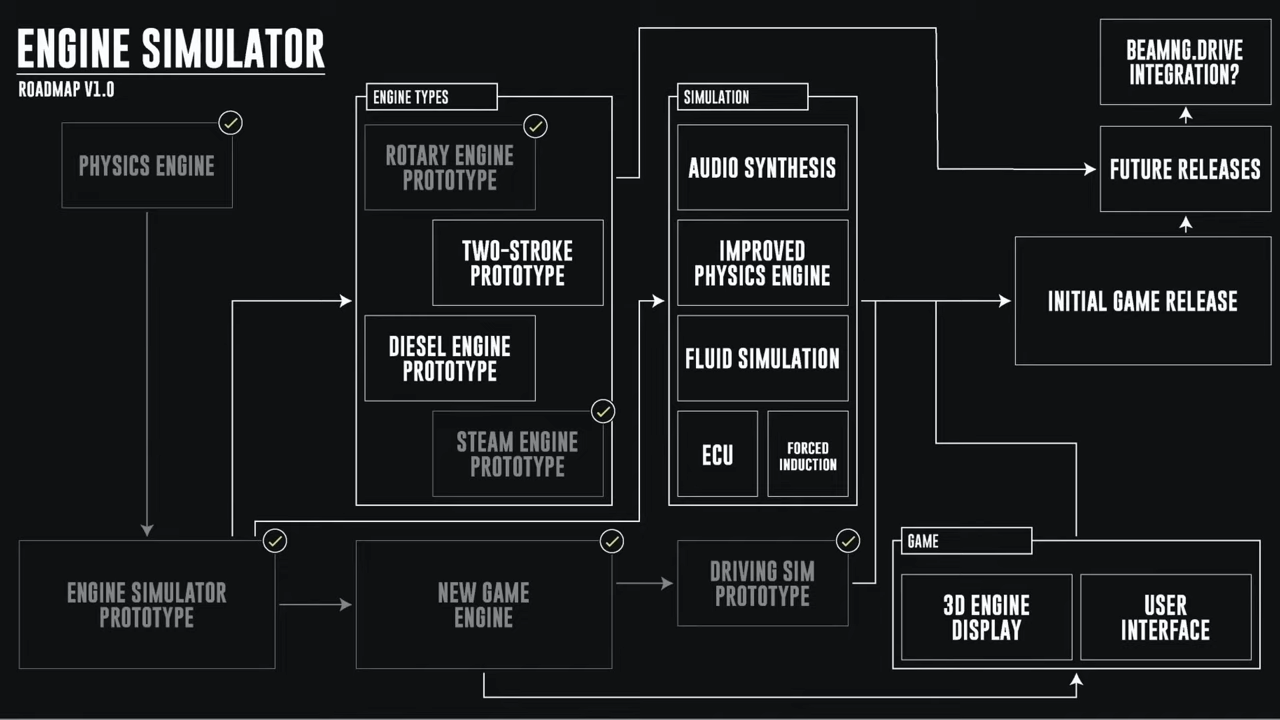 ENGINE SIMULATOR
ROADMAP V1.0
PHYSICS ENGINE
ENGINE TYPES
ROTARY ENGINE
PROTOTYPE
TWO-STROKE
PROTOTYPE
DIESEL ENGINE
PROTOTYPE
STEAM ENGINE
PROTOTYPE
SIMULATION
AUDIO SYNTHESIS
IMPROVED
PHYSICS ENGINE
FLUID SIMULATION
ECU
FORCED
INDUCTION
BEAMNG.DRIVE
INTEGRATION?
FUTURE RELEASES
INITIAL GAME RELEASE
ENGINE SIMULATOR
PROTOTYPE
NEW GAME
ENGINE
DRIVING SIM
PROTOTYPE
GAME
3D ENGINE
DISPLAY
USER
INTERFACE